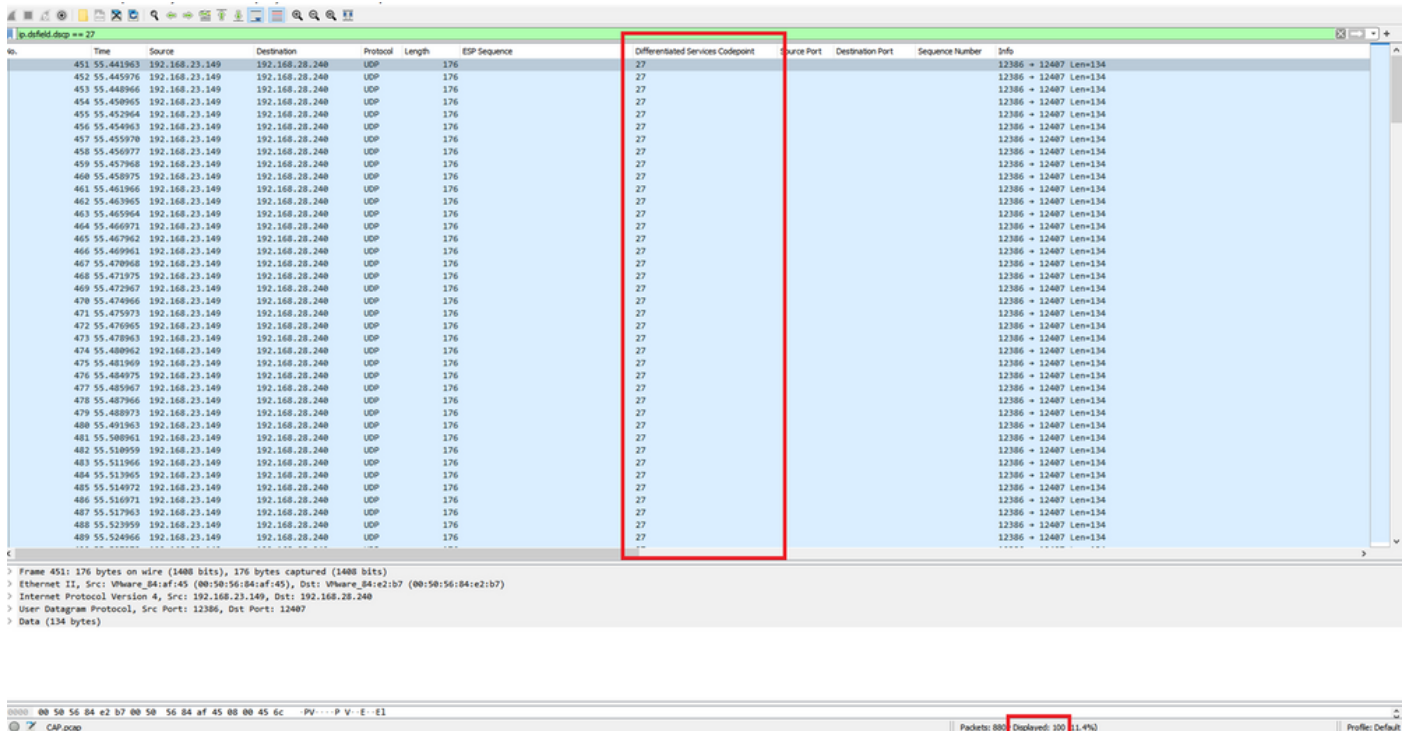 ip.dsfield.dscp == 27
No. Time Source Destination Protocol Length ESP Sequence Differentiated Services Codepoint Source Port Destination Port Sequence Number Info
451 55.441963 192.168.23.149 192.168.28.240 UDP 176 27 12386 → 12407 Len=134
452 55.445976 192.168.23.149 192.168.28.240 UDP 176 27 12386 → 12407 Len=134
453 55.448966 192.168.23.149 192.168.28.240 UDP 176 27 12386 → 12407 Len=134
454 55.450965 192.168.23.149 192.168.28.240 UDP 176 27 12386 → 12407 Len=134
455 55.452964 192.168.23.149 192.168.28.240 UDP 176 27 12386 → 12407 Len=134
456 55.454963 192.168.23.149 192.168.28.240 UDP 176 27 12386 → 12407 Len=134
457 55.455970 192.168.23.149 192.168.28.240 UDP 176 27 12386 → 12407 Len=134
458 55.456977 192.168.23.149 192.168.28.240 UDP 176 27 12386 → 12407 Len=134
459 55.457968 192.168.23.149 192.168.28.240 UDP 176 27 12386 → 12407 Len=134
460 55.458975 192.168.23.149 192.168.28.240 UDP 176 27 12386 → 12407 Len=134
461 55.461966 192.168.23.149 192.168.28.240 UDP 176 27 12386 → 12407 Len=134
462 55.463965 192.168.23.149 192.168.28.240 UDP 176 27 12386 → 12407 Len=134
463 55.465964 192.168.23.149 192.168.28.240 UDP 176 27 12386 → 12407 Len=134
464 55.466971 192.168.23.149 192.168.28.240 UDP 176 27 12386 → 12407 Len=134
465 55.467962 192.168.23.149 192.168.28.240 UDP 176 27 12386 → 12407 Len=134
466 55.469961 192.168.23.149 192.168.28.240 UDP 176 27 12386 → 12407 Len=134
467 55.470968 192.168.23.149 192.168.28.240 UDP 176 27 12386 → 12407 Len=134
468 55.471975 192.168.23.149 192.168.28.240 UDP 176 27 12386 → 12407 Len=134
469 55.472967 192.168.23.149 192.168.28.240 UDP 176 27 12386 → 12407 Len=134
470 55.474966 192.168.23.149 192.168.28.240 UDP 176 27 12386 → 12407 Len=134
471 55.475973 192.168.23.149 192.168.28.240 UDP 176 27 12386 → 12407 Len=134
472 55.476965 192.168.23.149 192.168.28.240 UDP 176 27 12386 → 12407 Len=134
473 55.478963 192.168.23.149 192.168.28.240 UDP 176 27 12386 → 12407 Len=134
474 55.480962 192.168.23.149 192.168.28.240 UDP 176 27 12386 → 12407 Len=134
475 55.481969 192.168.23.149 192.168.28.240 UDP 176 27 12386 → 12407 Len=134
476 55.484975 192.168.23.149 192.168.28.240 UDP 176 27 12386 → 12407 Len=134
477 55.485967 192.168.23.149 192.168.28.240 UDP 176 27 12386 → 12407 Len=134
478 55.487966 192.168.23.149 192.168.28.240 UDP 176 27 12386 → 12407 Len=134
479 55.488973 192.168.23.149 192.168.28.240 UDP 176 27 12386 → 12407 Len=134
480 55.491963 192.168.23.149 192.168.28.240 UDP 176 27 12386 → 12407 Len=134
481 55.508961 192.168.23.149 192.168.28.240 UDP 176 27 12386 → 12407 Len=134
482 55.510959 192.168.23.149 192.168.28.240 UDP 176 27 12386 → 12407 Len=134
483 55.511966 192.168.23.149 192.168.28.240 UDP 176 27 12386 → 12407 Len=134
484 55.513965 192.168.23.149 192.168.28.240 UDP 176 27 12386 → 12407 Len=134
485 55.514972 192.168.23.149 192.168.28.240 UDP 176 27 12386 → 12407 Len=134
486 55.516971 192.168.23.149 192.168.28.240 UDP 176 27 12386 → 12407 Len=134
487 55.517963 192.168.23.149 192.168.28.240 UDP 176 27 12386 → 12407 Len=134
488 55.523959 192.168.23.149 192.168.28.240 UDP 176 27 12386 → 12407 Len=134
489 55.524966 192.168.23.149 192.168.28.240 UDP 176 27 12386 → 12407 Len=134
> Frame 451: 176 bytes on wire (1408 bits), 176 bytes captured (1408 bits)
> Ethernet II, Src: VMware_84:af:45 (00:50:56:84:af:45), Dst: VMware_84:e2:b7 (00:50:56:84:e2:b7)
> Internet Protocol Version 4, Src: 192.168.23.149, Dst: 192.168.28.240
> User Datagram Protocol, Src Port: 12386, Dst Port: 12407
> Data (134 bytes)
0000 00 50 56 84 e2 b7 00 50 56 84 af 45 08 00 45 6c ·PV····P V··E··El
CAP.pcap Packets: 880 Displayed: 100 (11.4%) Profile: Default